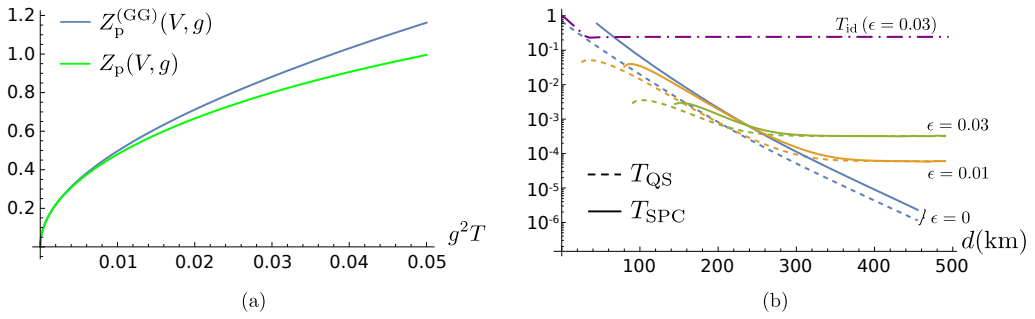 1.2
1.0
0.8
0.6
0.4
0.2
Z_p^(GG)(V, g)
Z_p(V, g)
0.01 0.02 0.03 0.04 0.05
g²T
(a)
1
10⁻¹
10⁻²
10⁻³
10⁻⁴
10⁻⁵
10⁻⁶
T_id (ϵ = 0.03)
ϵ = 0.03
ϵ = 0.01
} ϵ = 0
T_QS
T_SPC
d(km)
100 200 300 400 500
(b)